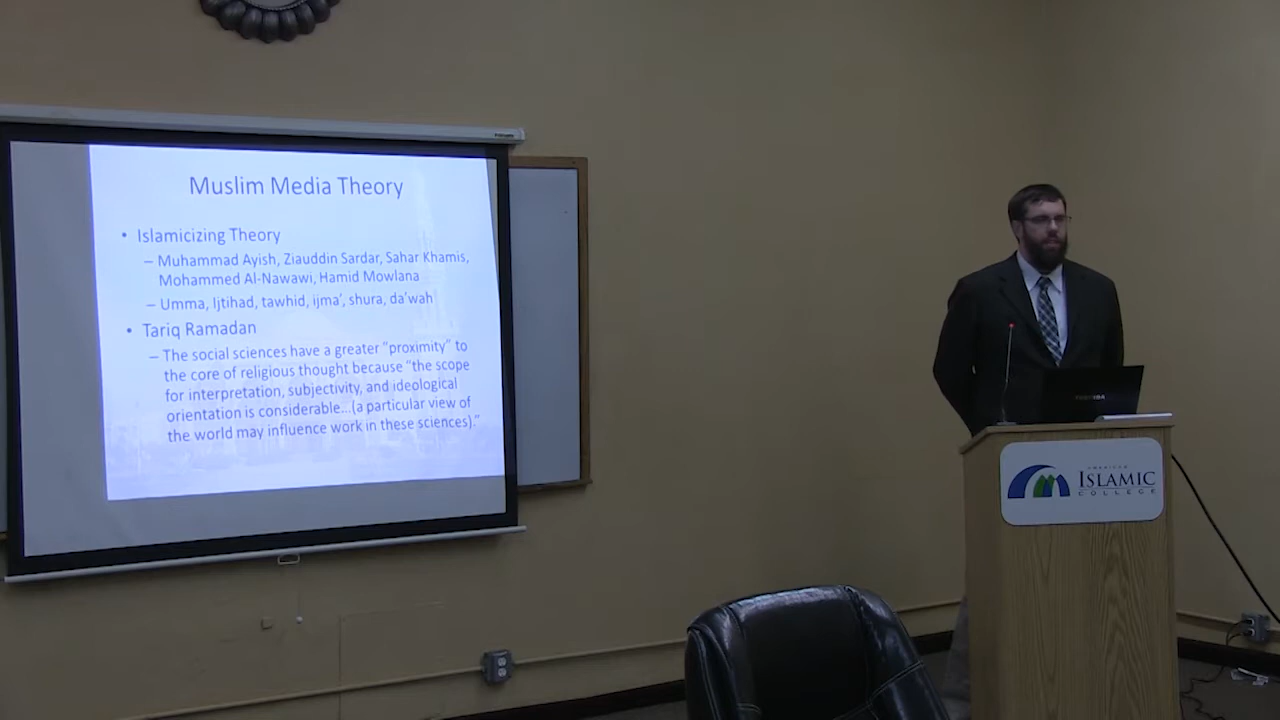 Muslim Media Theory
• Islamicizing Theory
– Muhammad Ayish, Ziauddin Sardar, Sahar Khamis,
Mohammed Al-Nawawi, Hamid Mowlana
– Umma, Ijtihad, tawhid, ijma', shura, da'wah
• Tariq Ramadan
– The social sciences have a greater "proximity" to
the core of religious thought because "the scope
for interpretation, subjectivity, and ideological
orientation is considerable...(a particular view of
the world may influence work in these sciences)."
TOSHIBA
AMERICAN
ISLAMIC
COLLEGE